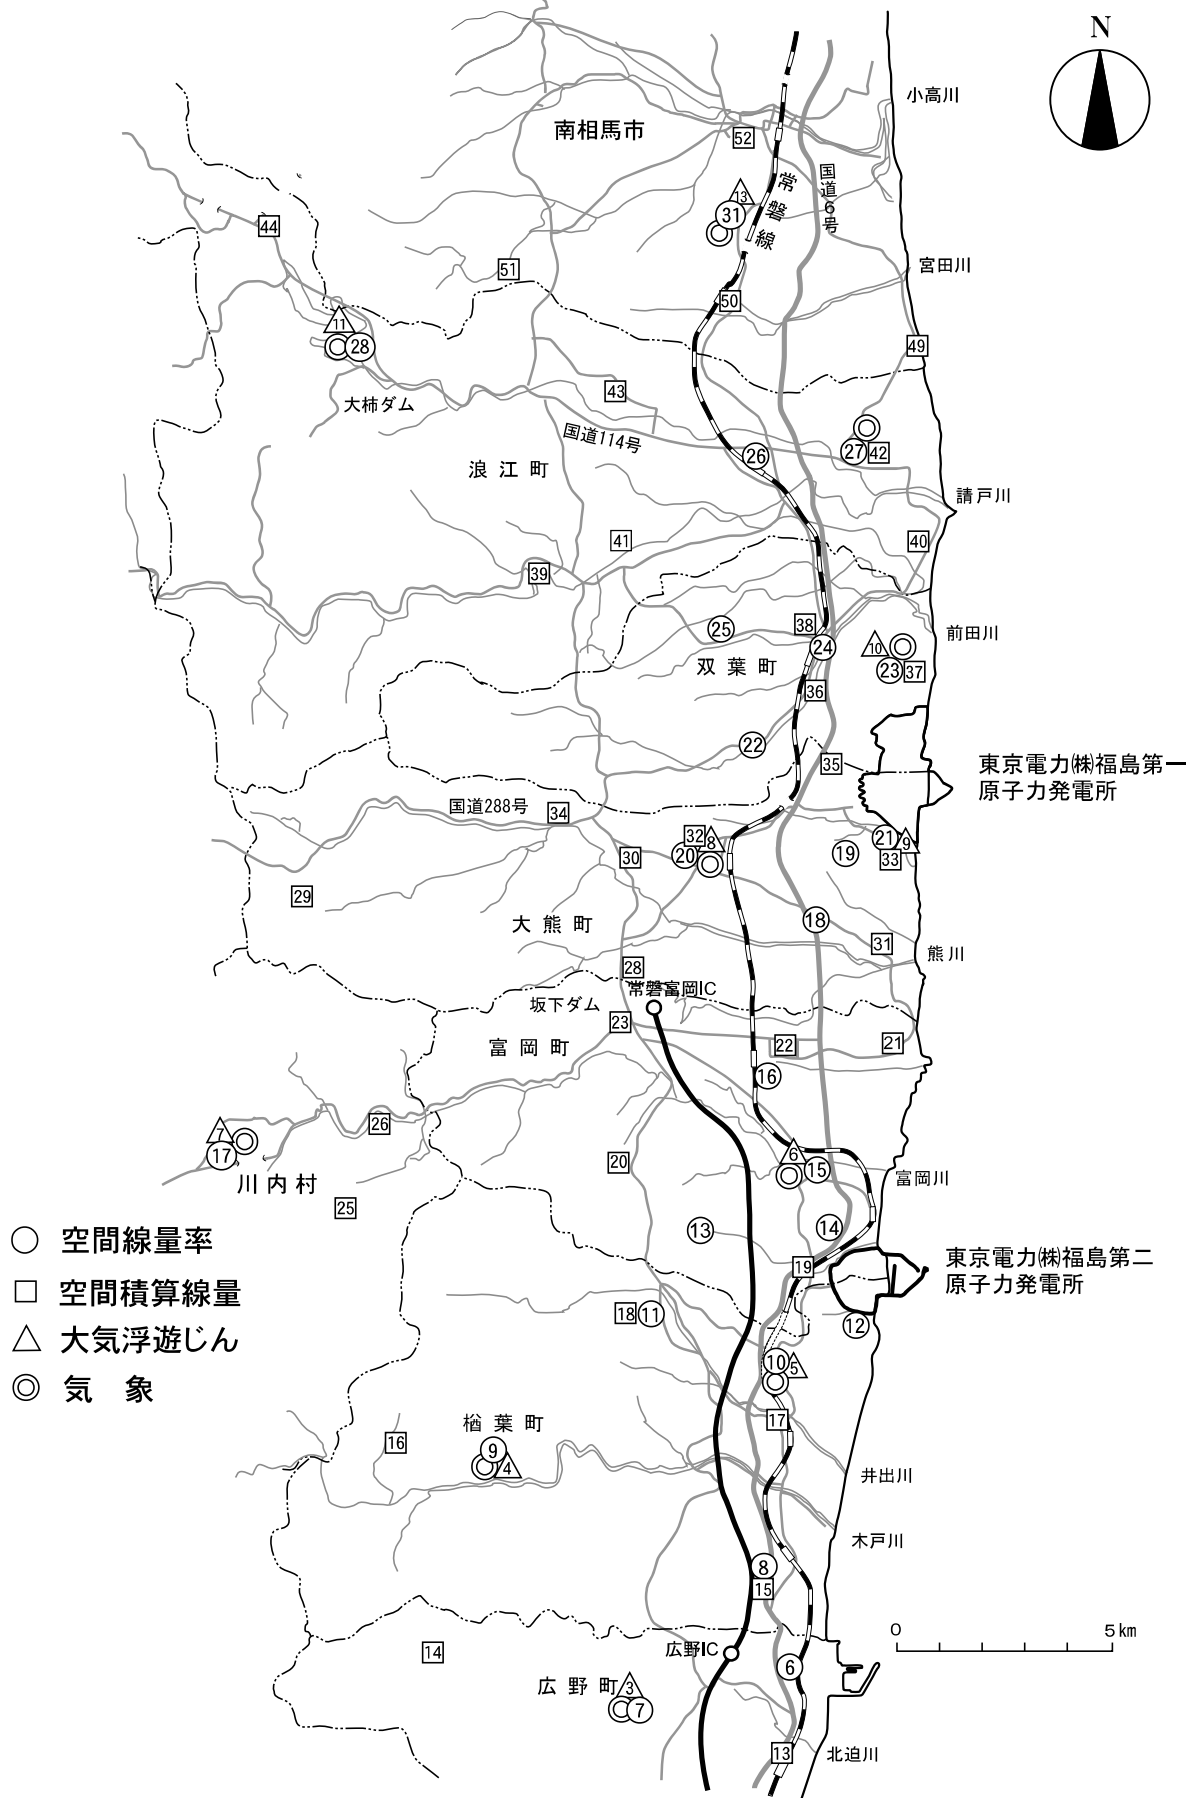 N
小高川
南相馬市
52
国道6号
13
常磐線
31
44
宮田川
51
50
11
28
49
43
大柿ダム
国道114号
27
42
26
浪江町
請戸川
41
40
39
25
38
前田川
24
10
双葉町
23
37
36
22
35
東京電力㈱福島第一
原子力発電所
国道288号
34
32
8
21
9
20
19
33
30
29
18
大熊町
31
熊川
28
常磐富岡IC
坂下ダム
23
22
21
富岡町
16
26
7
17
6
20
15
川内村
富岡川
25
13
14
○ 空間線量率
東京電力㈱福島第二
原子力発電所
19
□ 空間積算線量
18
11
12
△ 大気浮遊じん
10
5
◎ 気 象
17
楢葉町
16
9
4
井出川
木戸川
8
15
0
5km
14
広野IC
6
広野町
3
7
13
北迫川